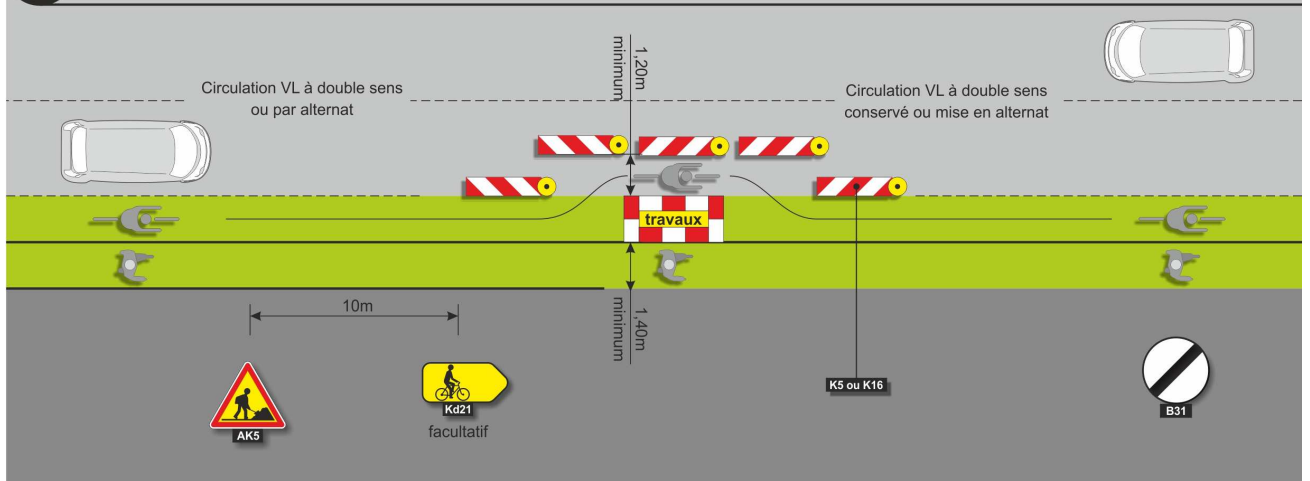 1,20m
minimum
Circulation VL à double sens
ou par alternat
Circulation VL à double sens
conservé ou mise en alternat
travaux
10m
1,40m
minimum
AK5
Kd21
facultatif
K5 ou K16
B31